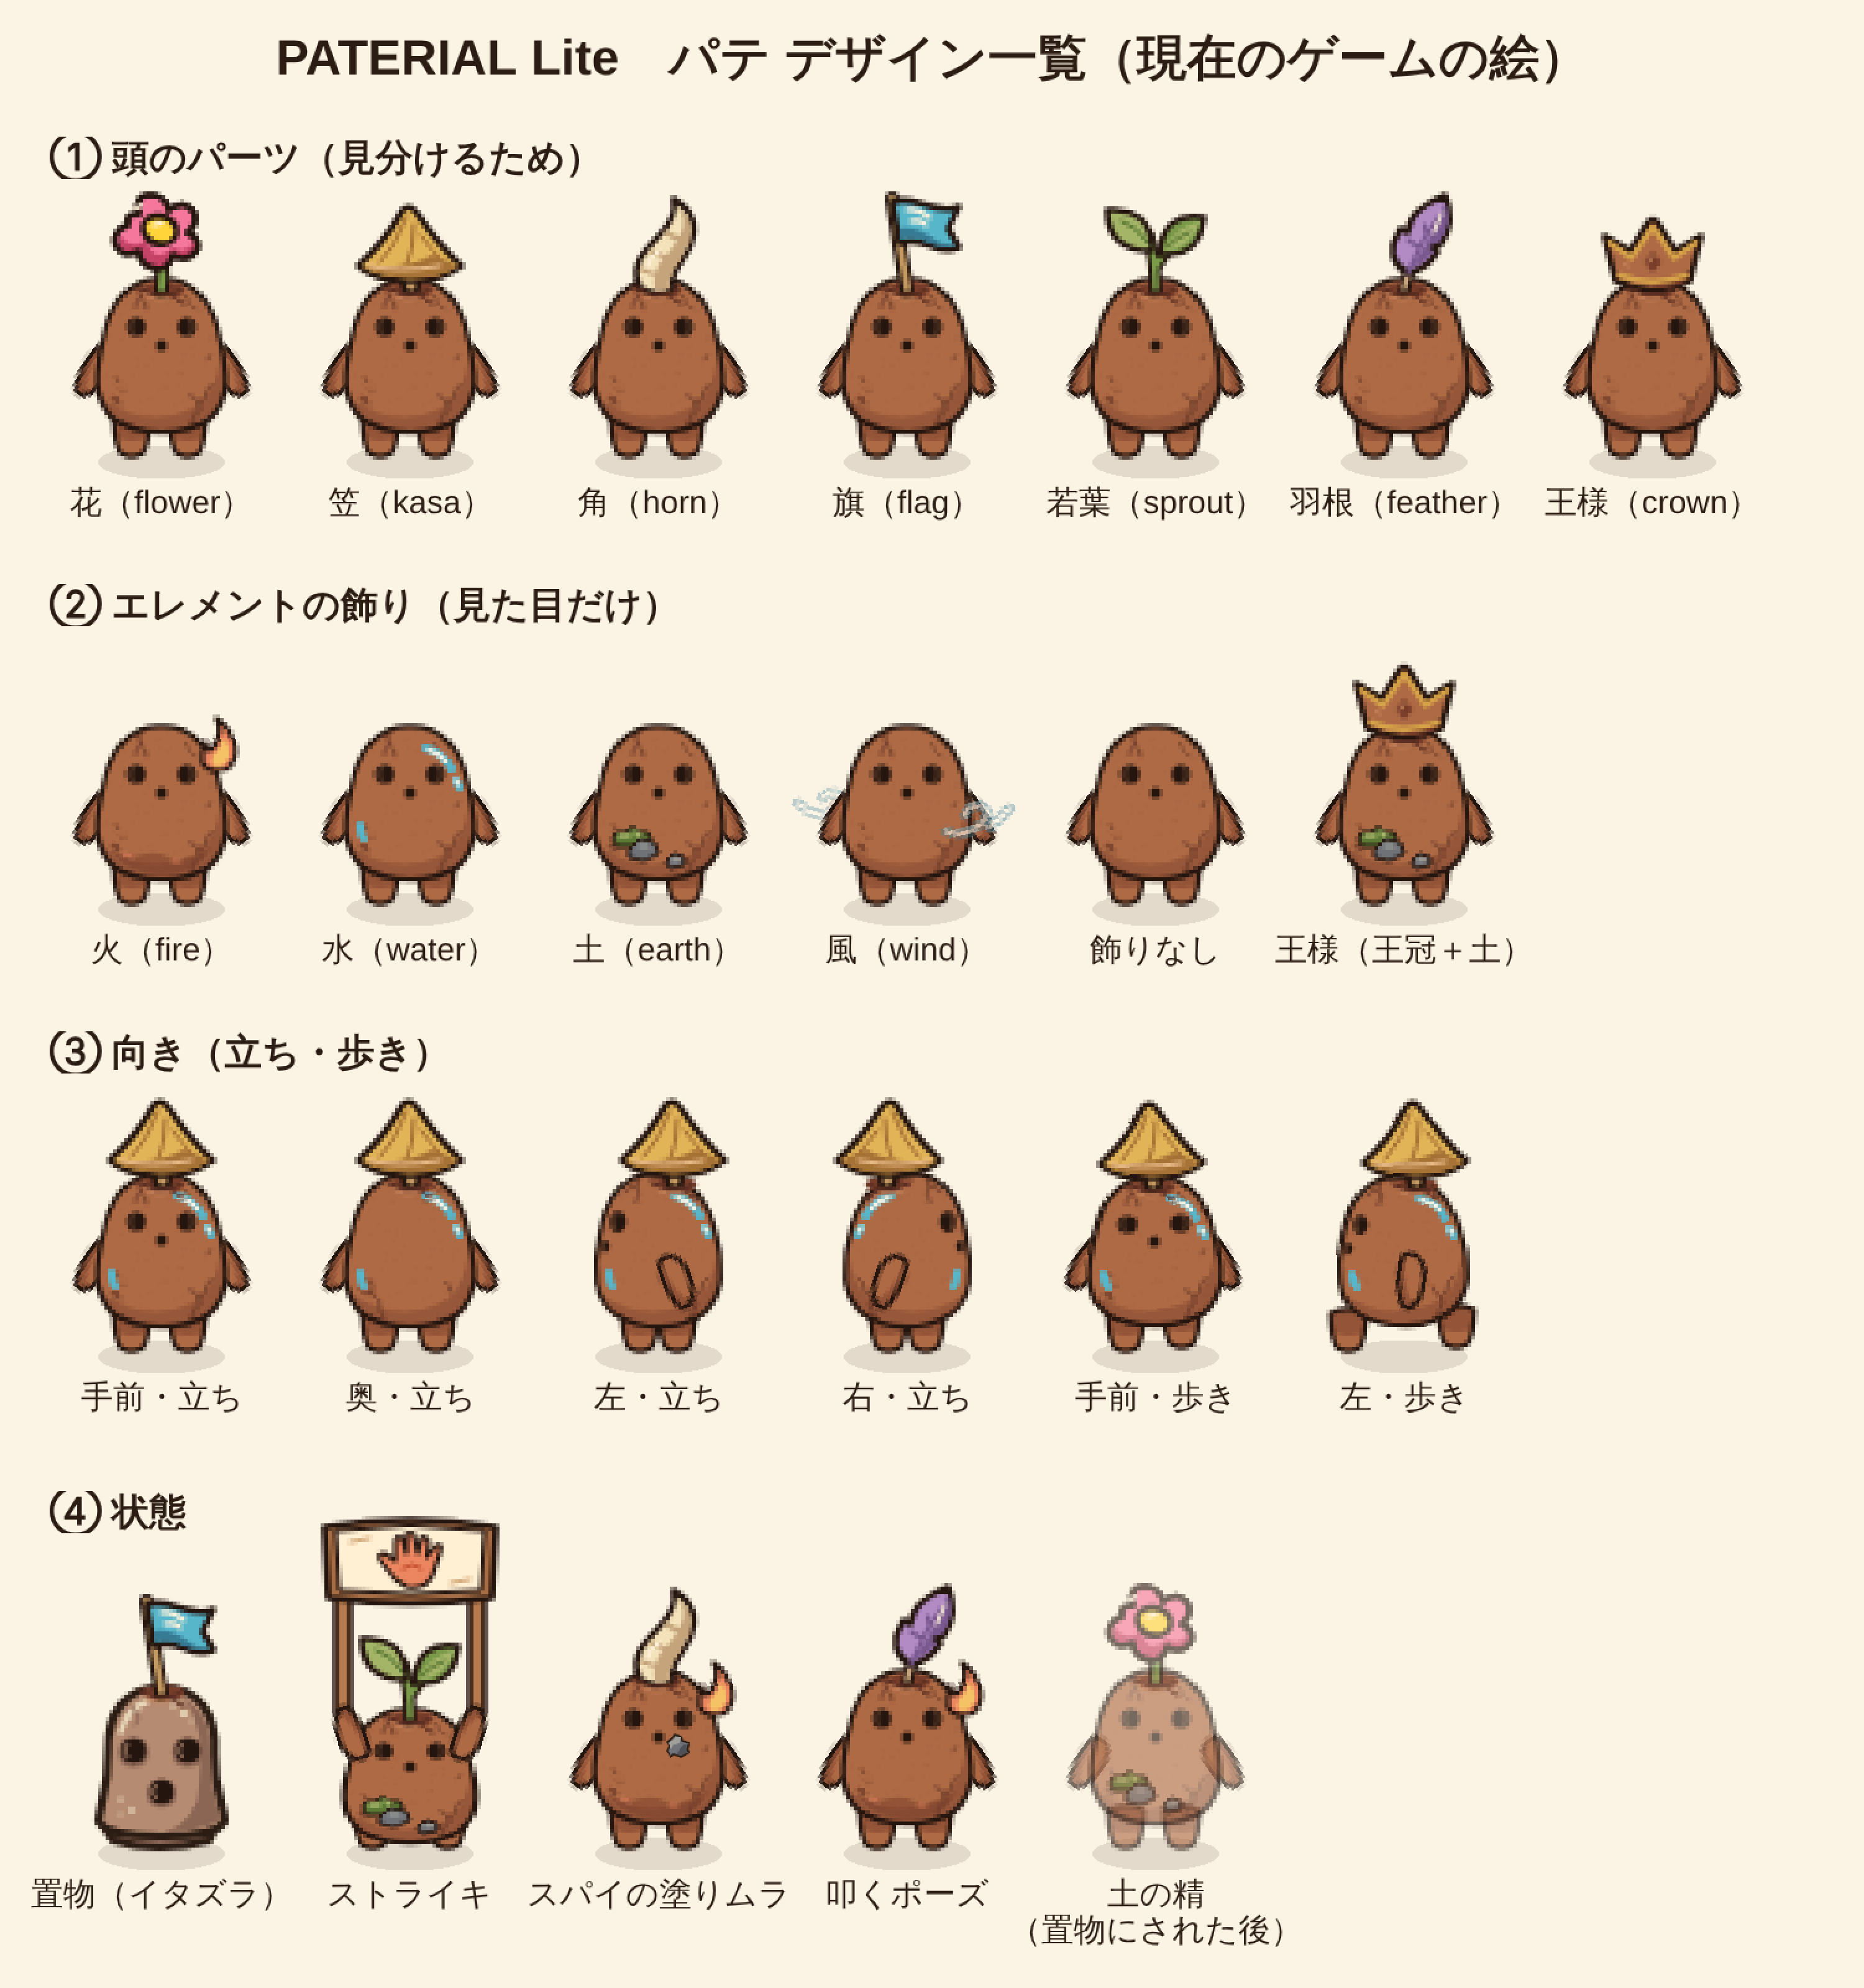 PATERIAL Lite　パテ デザイン一覧（現在のゲームの絵）
① 頭のパーツ（見分けるため）
花（flower）　笠（kasa）　角（horn）　旗（flag）　若葉（sprout）　羽根（feather）　王様（crown）
② エレメントの飾り（見た目だけ）
火（fire）　水（water）　土（earth）　風（wind）　飾りなし　王様（王冠＋土）
③ 向き（立ち・歩き）
手前・立ち　奥・立ち　左・立ち　右・立ち　手前・歩き　左・歩き
④ 状態
置物（イタズラ）　ストライキ　スパイの塗りムラ　叩くポーズ　土の精
（置物にされた後）